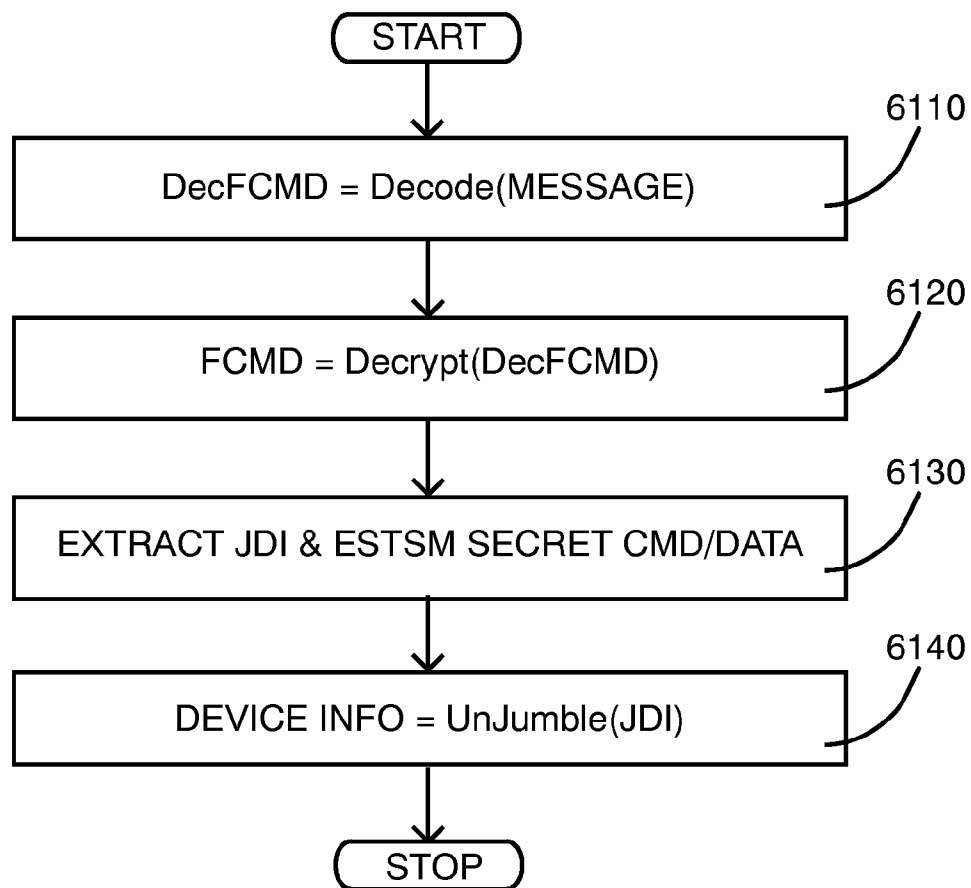 START
6110
DecFCMD = Decode(MESSAGE)
6120
FCMD = Decrypt(DecFCMD)
6130
EXTRACT JDI & ESTSM SECRET CMD/DATA
6140
DEVICE INFO = UnJumble(JDI)
STOP